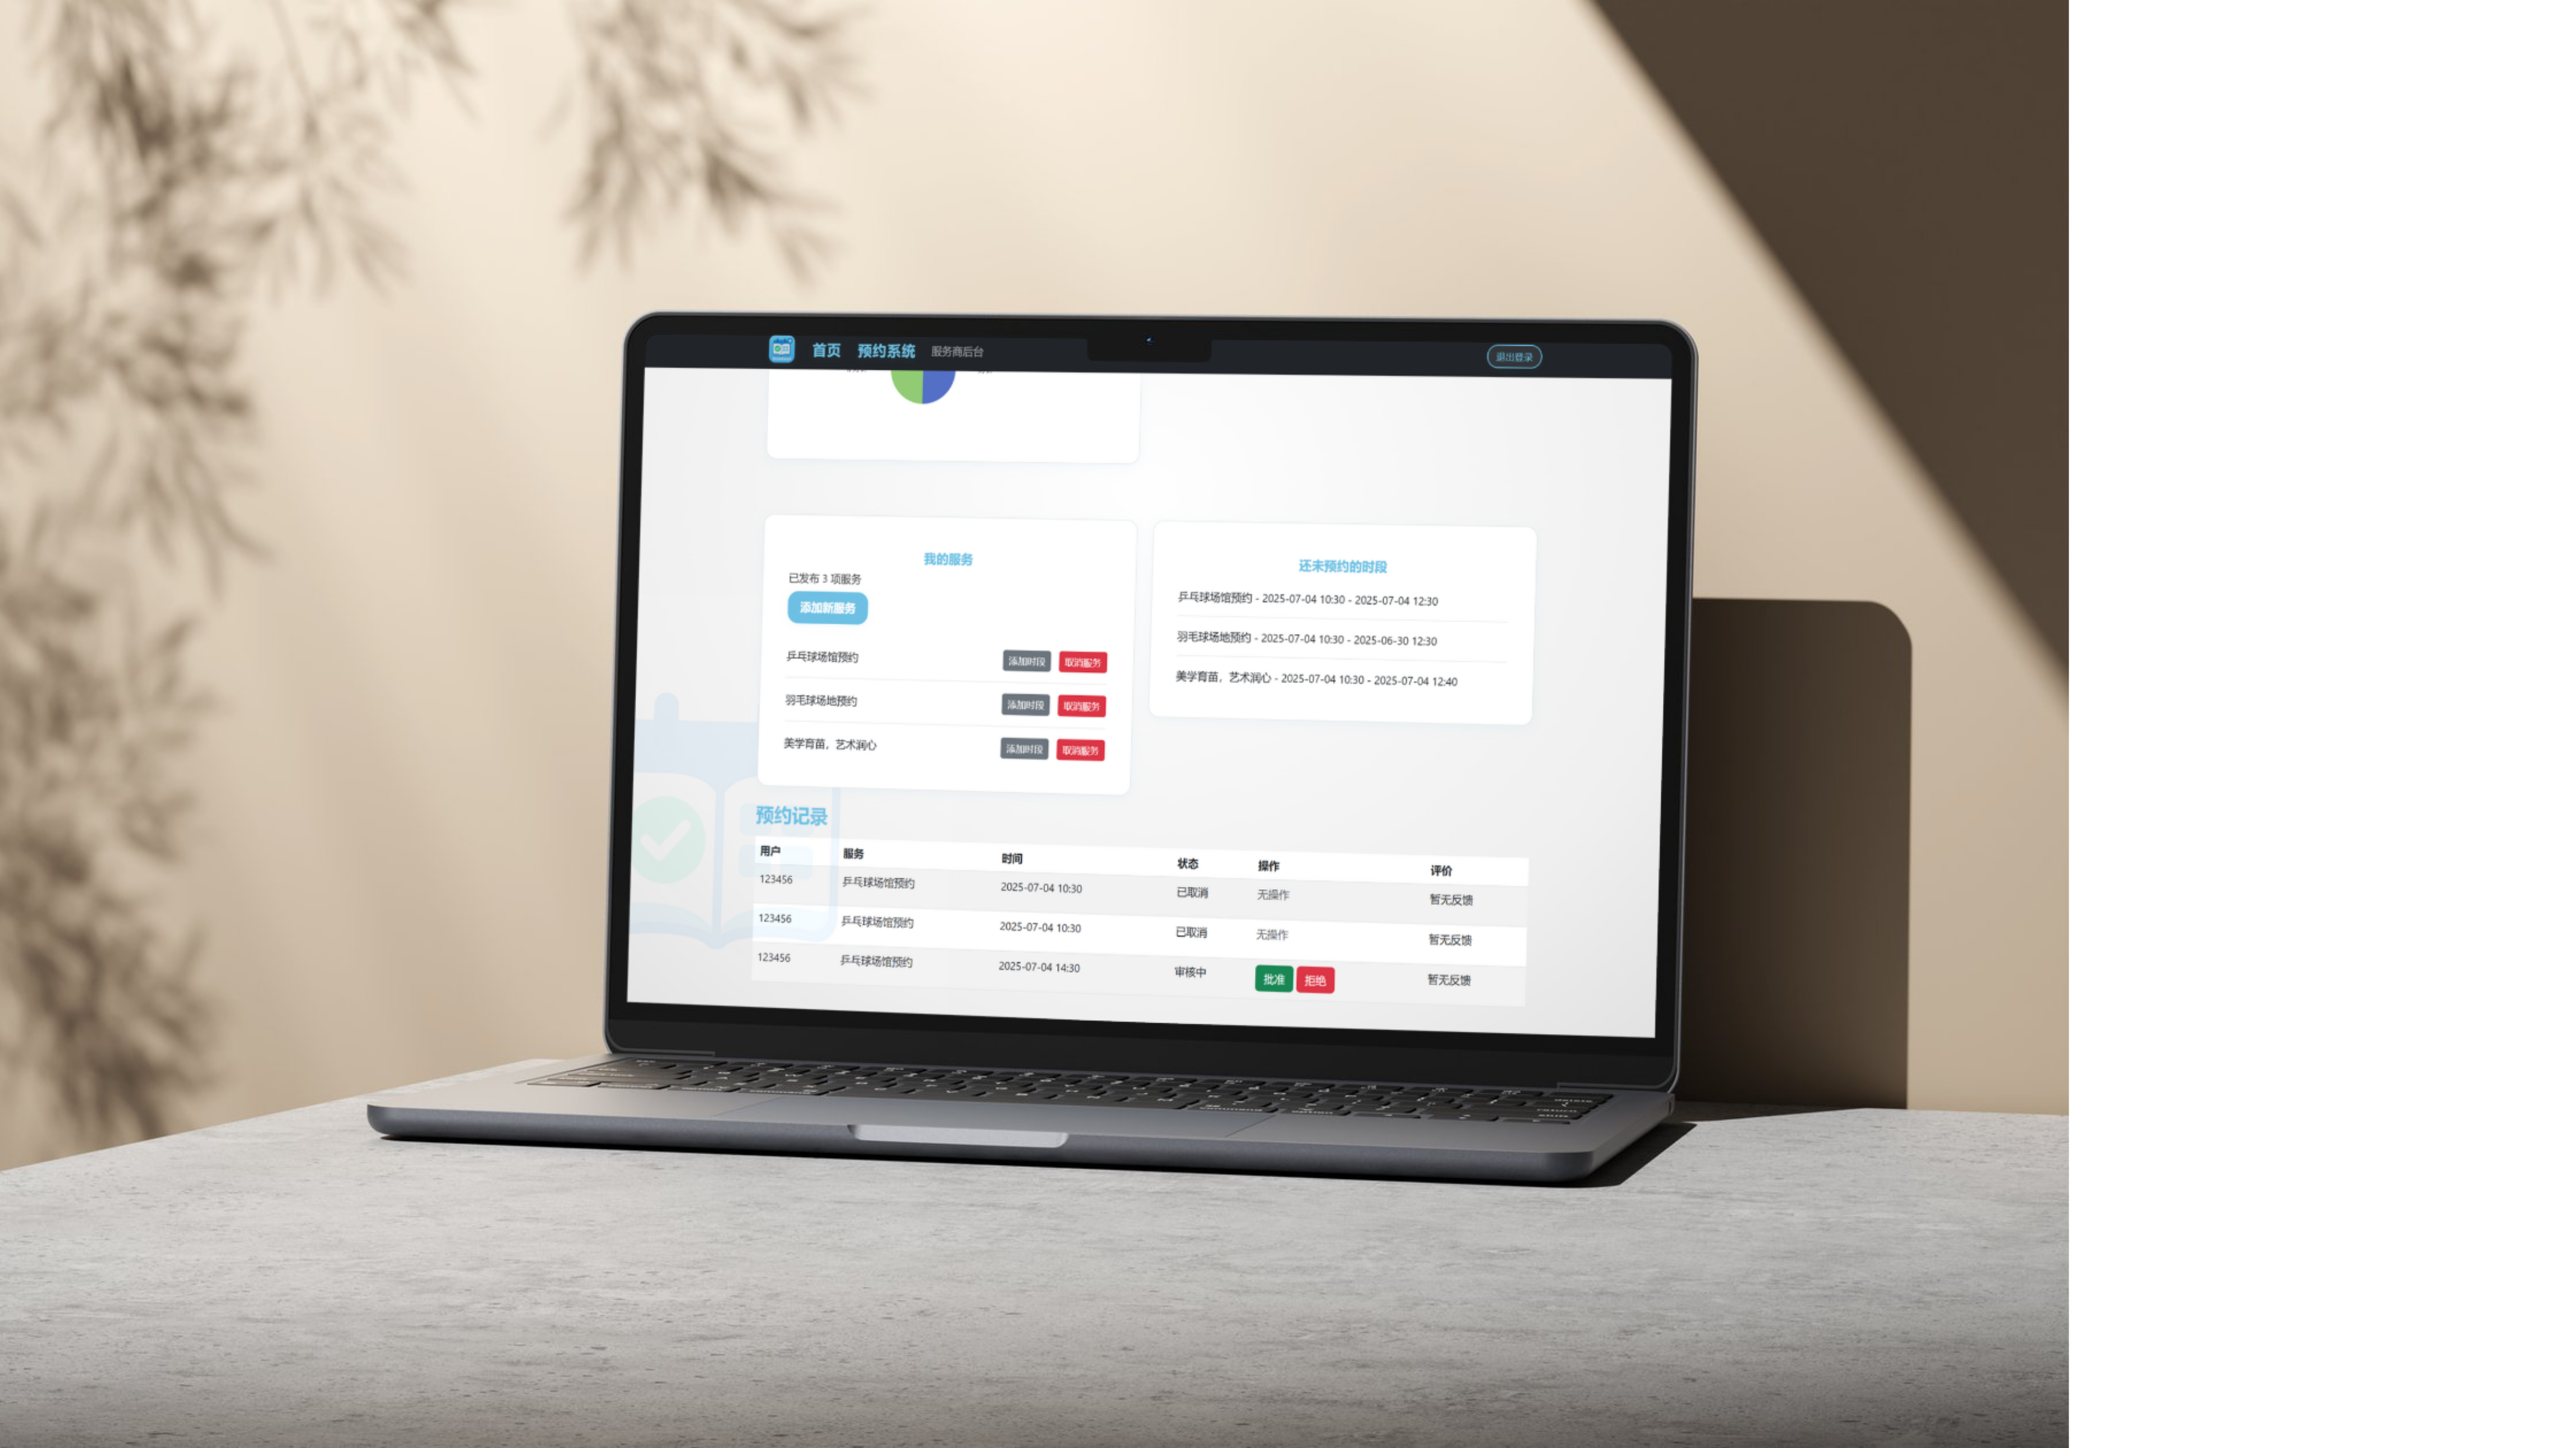 首页 预约系统 服务商后台 退出登录
我的服务
已发布 3 项服务
添加新服务
乒乓球场馆预约 添加时段 取消服务
羽毛球场地预约 添加时段 取消服务
美学育苗，艺术润心 添加时段 取消服务
还未预约的时段
乒乓球场馆预约 - 2025-07-04 10:30 - 2025-07-04 12:30
羽毛球场地预约 - 2025-07-04 10:30 - 2025-06-30 12:30
美学育苗，艺术润心 - 2025-07-04 10:30 - 2025-07-04 12:40
预约记录
用户 服务 时间 状态 操作 评价
123456 乒乓球场馆预约 2025-07-04 10:30 已取消 无操作 暂无反馈
123456 乒乓球场馆预约 2025-07-04 10:30 已取消 无操作 暂无反馈
123456 乒乓球场馆预约 2025-07-04 14:30 审核中 批准 拒绝 暂无反馈